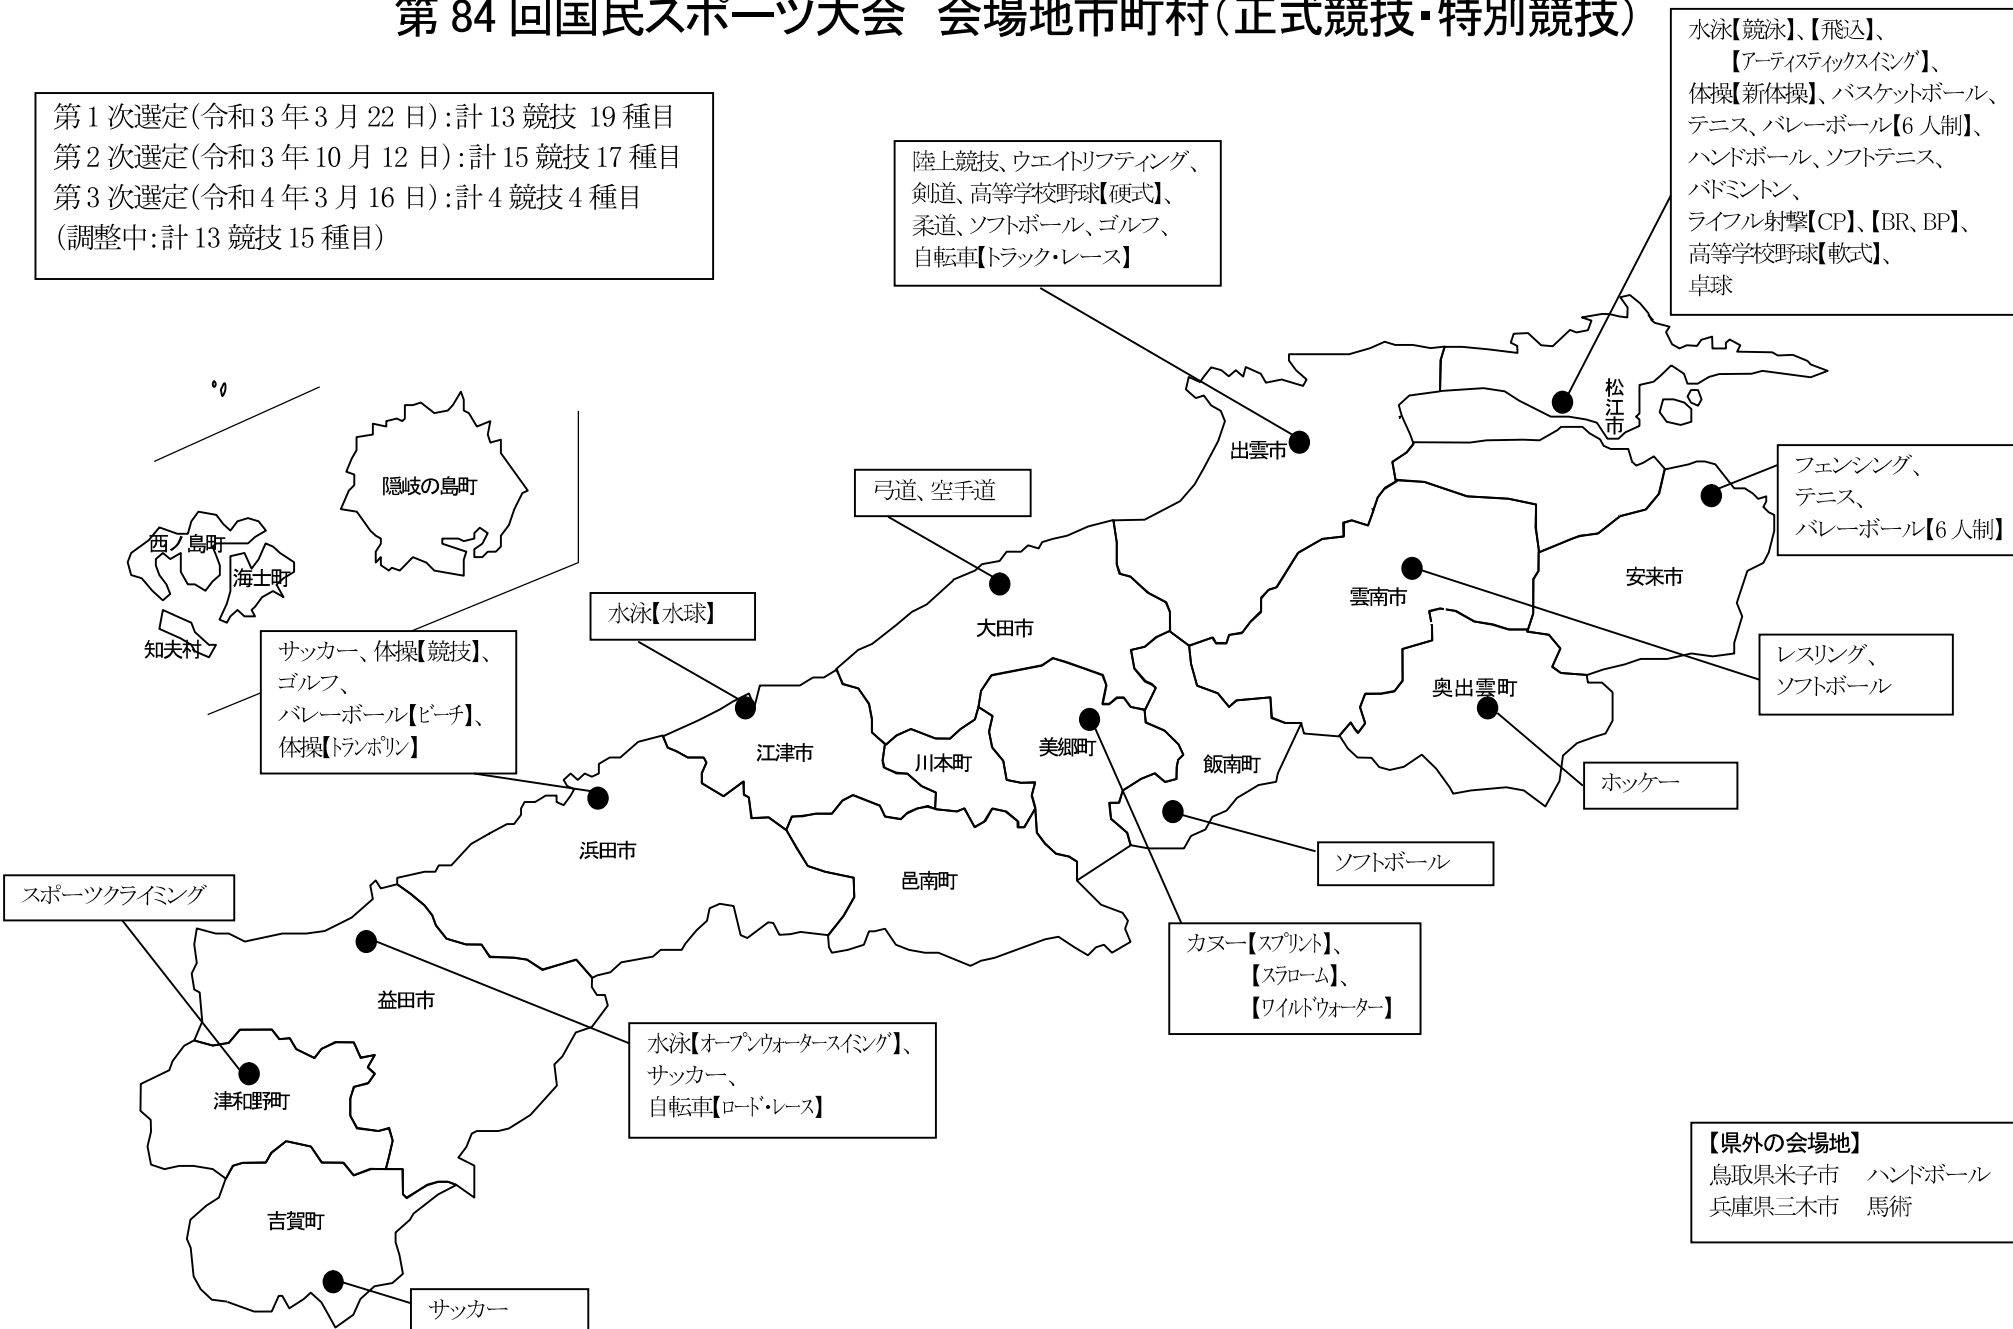 第 84 回国民スポーツ大会　会場地市町村（正式競技・特別競技）
第 1 次選定（令和 3 年 3 月 22 日）：計 13 競技 19 種目
第 2 次選定（令和 3 年 10 月 12 日）：計 15 競技 17 種目
第 3 次選定（令和 4 年 3 月 16 日）：計 4 競技 4 種目
（調整中：計 13 競技 15 種目）
陸上競技、ウエイトリフティング、
剣道、高等学校野球【硬式】、
柔道、ソフトボール、ゴルフ、
自転車【トラック・レース】
水泳【競泳】、【飛込】、
【アーティスティックスイミング】、
体操【新体操】、バスケットボール、
テニス、バレーボール【6 人制】、
ハンドボール、ソフトテニス、
バドミントン、
ライフル射撃【CP】、【BR、BP】、
高等学校野球【軟式】、
卓球
松江市
出雲市
フェンシング、
テニス、
バレーボール【6 人制】
安来市
弓道、空手道
大田市
雲南市
レスリング、
ソフトボール
隠岐の島町
西ノ島町
海士町
知夫村
水泳【水球】
江津市
サッカー、体操【競技】、
ゴルフ、
バレーボール【ビーチ】、
体操【トランポリン】
浜田市
川本町
美郷町
飯南町
奥出雲町
ホッケー
ソフトボール
邑南町
カヌー【スプリント】、
【スラローム】、
【ワイルドウォーター】
スポーツクライミング
益田市
水泳【オープンウォータースイミング】、
サッカー、
自転車【ロード・レース】
津和野町
吉賀町
サッカー
【県外の会場地】
鳥取県米子市　ハンドボール
兵庫県三木市　馬術